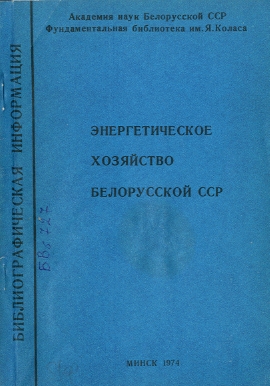 Академия наук Белорусской ССР
Фундаментальная библиотека им. Я. Коласа
БИБЛИОГРАФИЧЕСКАЯ ИНФОРМАЦИЯ
ЭНЕРГЕТИЧЕСКОЕ
ХОЗЯЙСТВО
БЕЛОРУССКОЙ ССР
МИНСК 1974